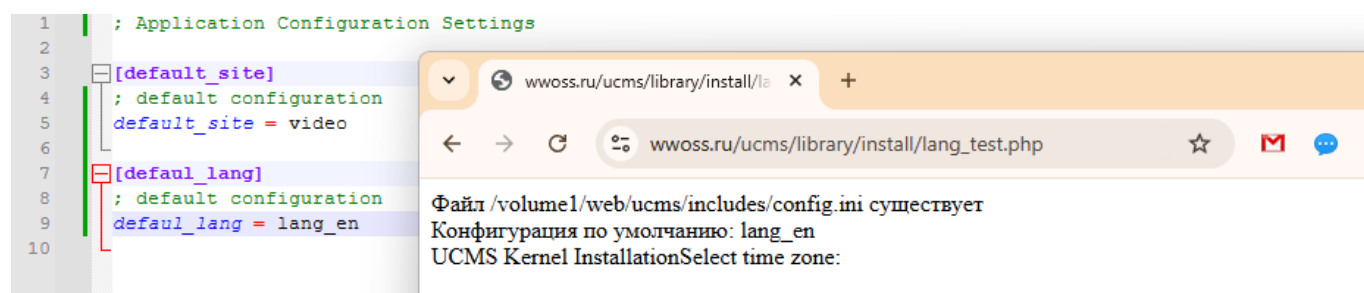 1 ; Application Configuration Settings
2
3 [default_site]
4 ; default configuration
5 default_site = video
6
7 [defaul_lang]
8 ; default configuration
9 defaul_lang = lang_en
10
wwoss.ru/ucms/library/install/la
wwoss.ru/ucms/library/install/lang_test.php
Файл /volume1/web/ucms/includes/config.ini существует
Конфигурация по умолчанию: lang_en
UCMS Kernel InstallationSelect time zone: